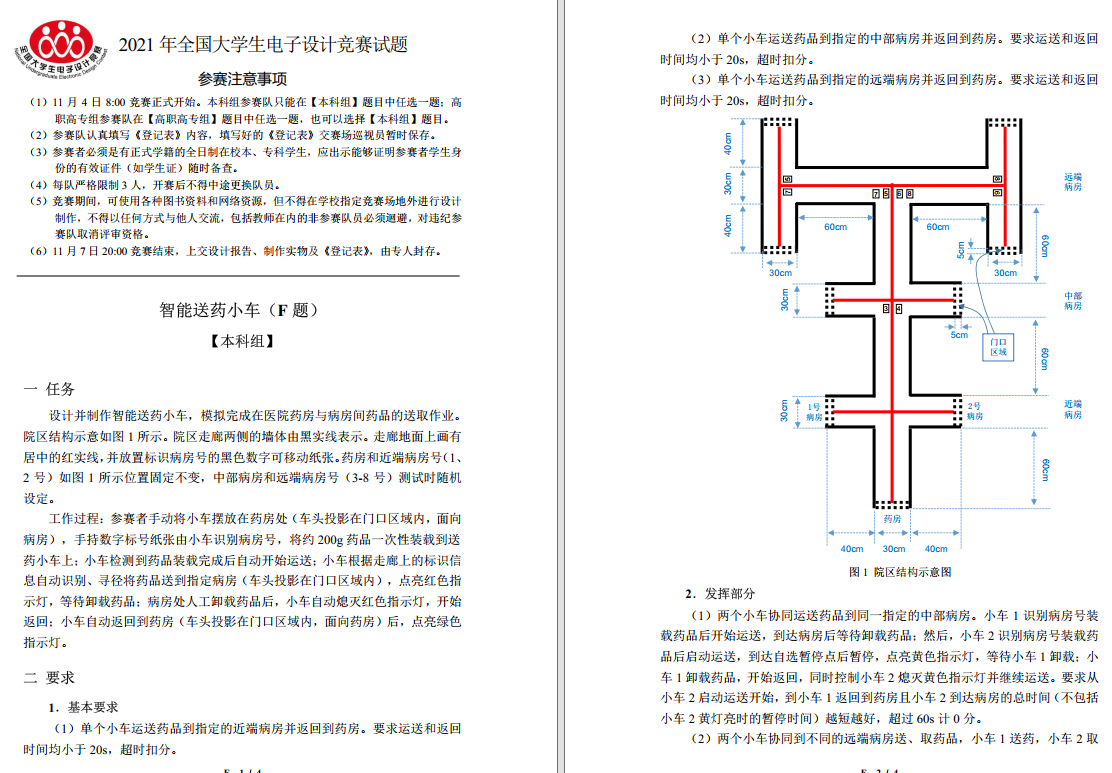 全国大学生电子设计竞赛
National Undergraduate Electronic Design Contest
2021 年全国大学生电子设计竞赛试题
参赛注意事项
（1）11 月 4 日 8:00 竞赛正式开始。本科组参赛队只能在【本科组】题目中任选一题；高
职高专组参赛队在【高职高专组】题目中任选一题，也可以选择【本科组】题目。
（2）参赛队认真填写《登记表》内容，填写好的《登记表》交赛场巡视员暂时保存。
（3）参赛者必须是有正式学籍的全日制在校本、专科学生，应出示能够证明参赛者学生身
份的有效证件（如学生证）随时备查。
（4）每队严格限制 3 人，开赛后不得中途更换队员。
（5）竞赛期间，可使用各种图书资料和网络资源，但不得在学校指定竞赛场地外进行设计
制作，不得以任何方式与他人交流，包括教师在内的非参赛队员必须迴避，对违纪参
赛队取消评审资格。
（6）11 月 7 日 20:00 竞赛结束，上交设计报告、制作实物及《登记表》，由专人封存。
智能送药小车（F 题）
【本科组】
一 任务
设计并制作智能送药小车，模拟完成在医院药房与病房间药品的送取作业。
院区结构示意如图 1 所示。院区走廊两侧的墙体由黑实线表示。走廊地面上画有
居中的红实线，并放置标识病房号的黑色数字可移动纸张。药房和近端病房号（1、
2 号）如图 1 所示位置固定不变，中部病房和远端病房号（3-8 号）测试时随机
设定。
工作过程：参赛者手动将小车摆放在药房处（车头投影在门口区域内，面向
病房），手持数字标号纸张由小车识别病房号，将约 200g 药品一次性装载到送
药小车上；小车检测到药品装载完成后自动开始运送；小车根据走廊上的标识信
息自动识别、寻径将药品送到指定病房（车头投影在门口区域内），点亮红色指
示灯，等待卸载药品；病房处人工卸载药品后，小车自动熄灭红色指示灯，开始
返回；小车自动返回到药房（车头投影在门口区域内，面向药房）后，点亮绿色
指示灯。
二 要求
1．基本要求
（1）单个小车运送药品到指定的近端病房并返回到药房。要求运送和返回
时间均小于 20s，超时扣分。
F - 1 / 4
（2）单个小车运送药品到指定的中部病房并返回到药房。要求运送和返回
时间均小于 20s，超时扣分。
（3）单个小车运送药品到指定的远端病房并返回到药房。要求运送和返回
时间均小于 20s，超时扣分。
40cm
30cm
40cm
远端
病房
7
5
6
8
60cm
60cm
5cm
60cm
30cm
30cm
30cm
中部
病房
3
4
5cm
门口
区域
60cm
30cm
1号
病房
2号
病房
近端
病房
60cm
药房
40cm
30cm
40cm
图 1 院区结构示意图
2．发挥部分
（1）两个小车协同运送药品到同一指定的中部病房。小车 1 识别病房号装
载药品后开始运送，到达病房后等待卸载药品；然后，小车 2 识别病房号装载药
品后启动运送，到达自选暂停点后暂停，点亮黄色指示灯，等待小车 1 卸载；小
车 1 卸载药品，开始返回，同时控制小车 2 熄灭黄色指示灯并继续运送。要求从
小车 2 启动运送开始，到小车 1 返回到药房且小车 2 到达病房的总时间（不包括
小车 2 黄灯亮时的暂停时间）越短越好，超过 60s 计 0 分。
（2）两个小车协同到不同的远端病房送、取药品，小车 1 送药，小车 2 取
F - 2 / 4